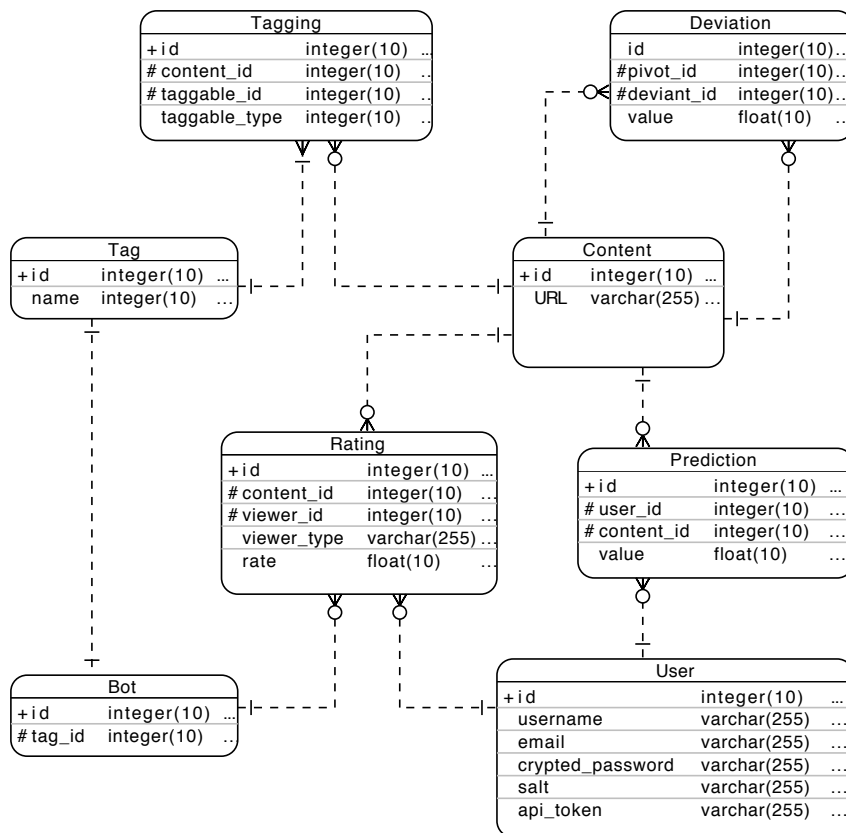 Tagging
+id integer(10) ...
#content_id integer(10) ..
#taggable_id integer(10) ..
taggable_type integer(10) ..
Deviation
id integer(10)...
#pivot_id integer(10)...
#deviant_id integer(10)...
value float(10) ...
Tag
+id integer(10) ...
name integer(10) ...
Content
+id integer(10) ...
URL varchar(255) ...
Rating
+id integer(10) ...
#content_id integer(10) ...
#viewer_id integer(10) ...
viewer_type varchar(255) ...
rate float(10) ...
Prediction
+id integer(10) ...
#user_id integer(10) ...
#content_id integer(10) ...
value float(10) ...
Bot
+id integer(10) ...
#tag_id integer(10) ..
User
+id integer(10) ...
username varchar(255) ...
email varchar(255) ...
crypted_password varchar(255) ...
salt varchar(255) ...
api_token varchar(255) ...